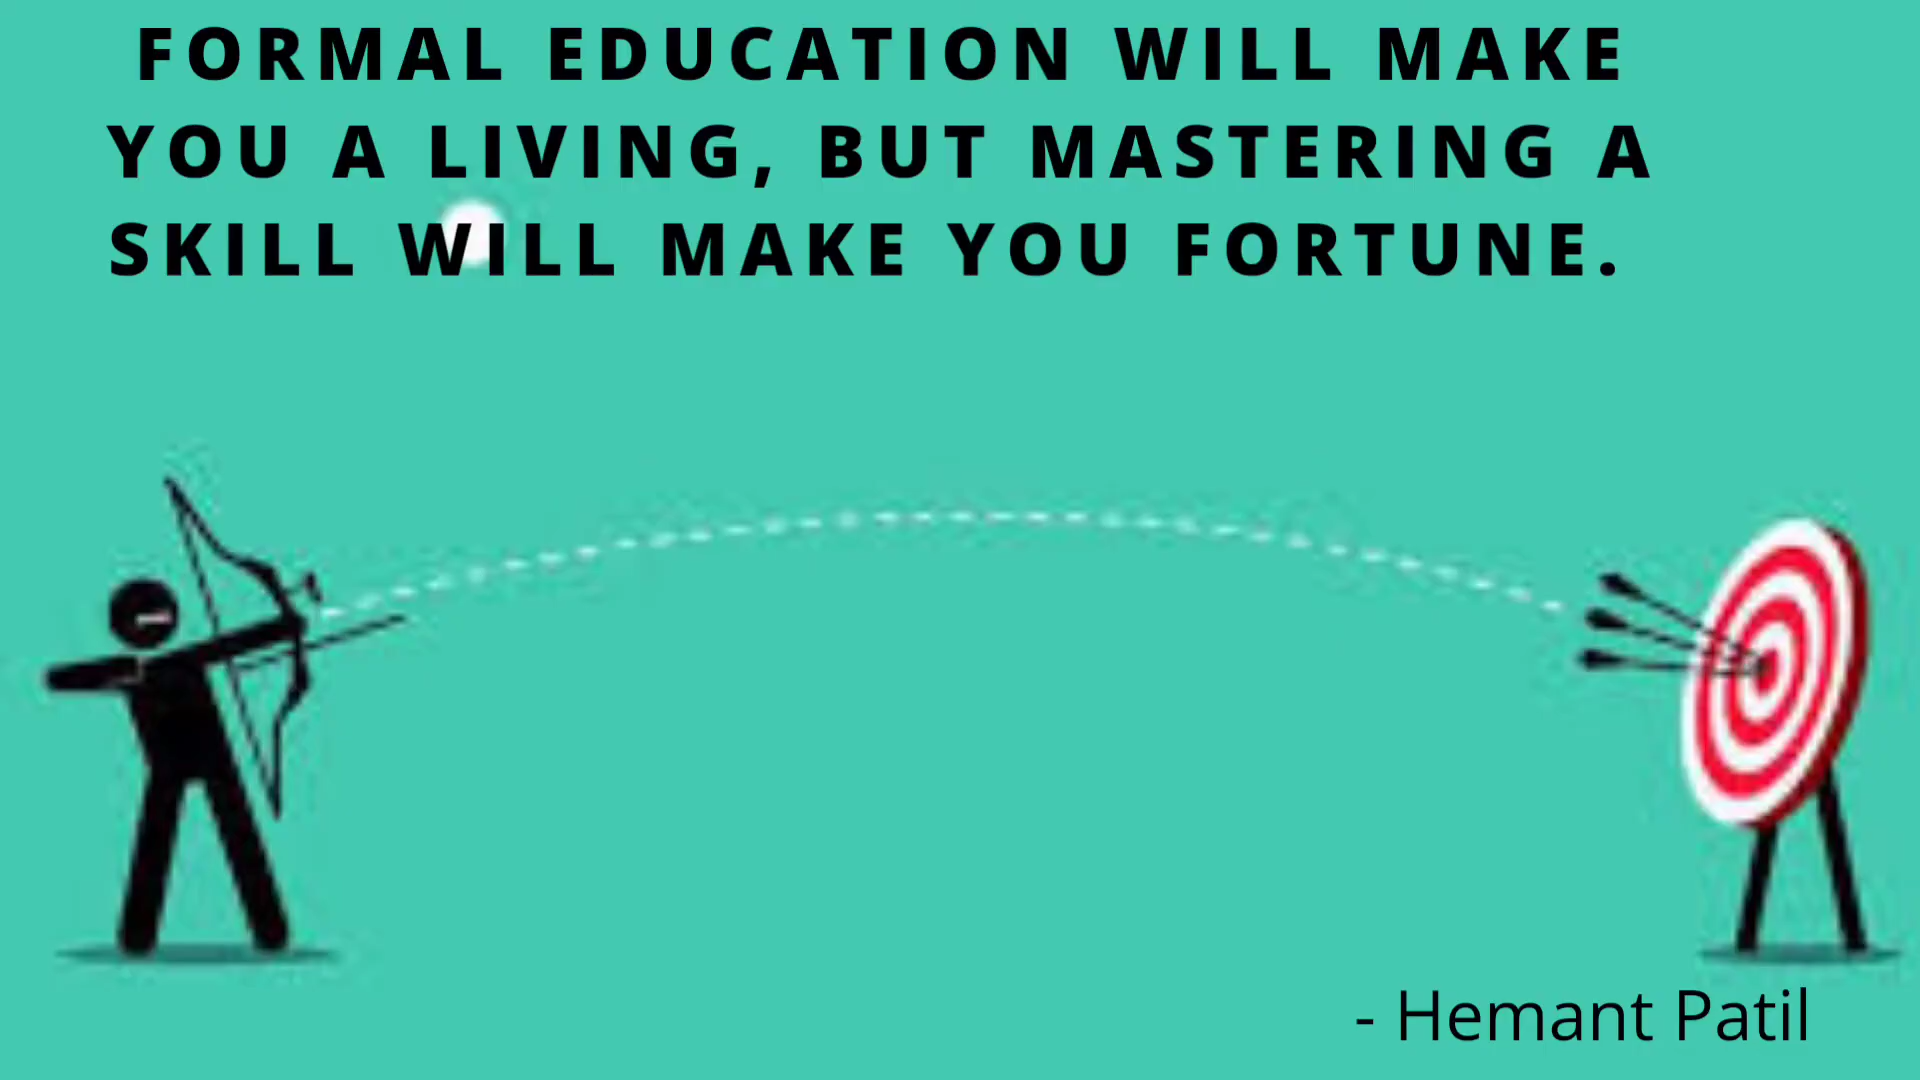 FORMAL EDUCATION WILL MAKE
YOU A LIVING, BUT MASTERING A
SKILL WILL MAKE YOU FORTUNE.
- Hemant Patil